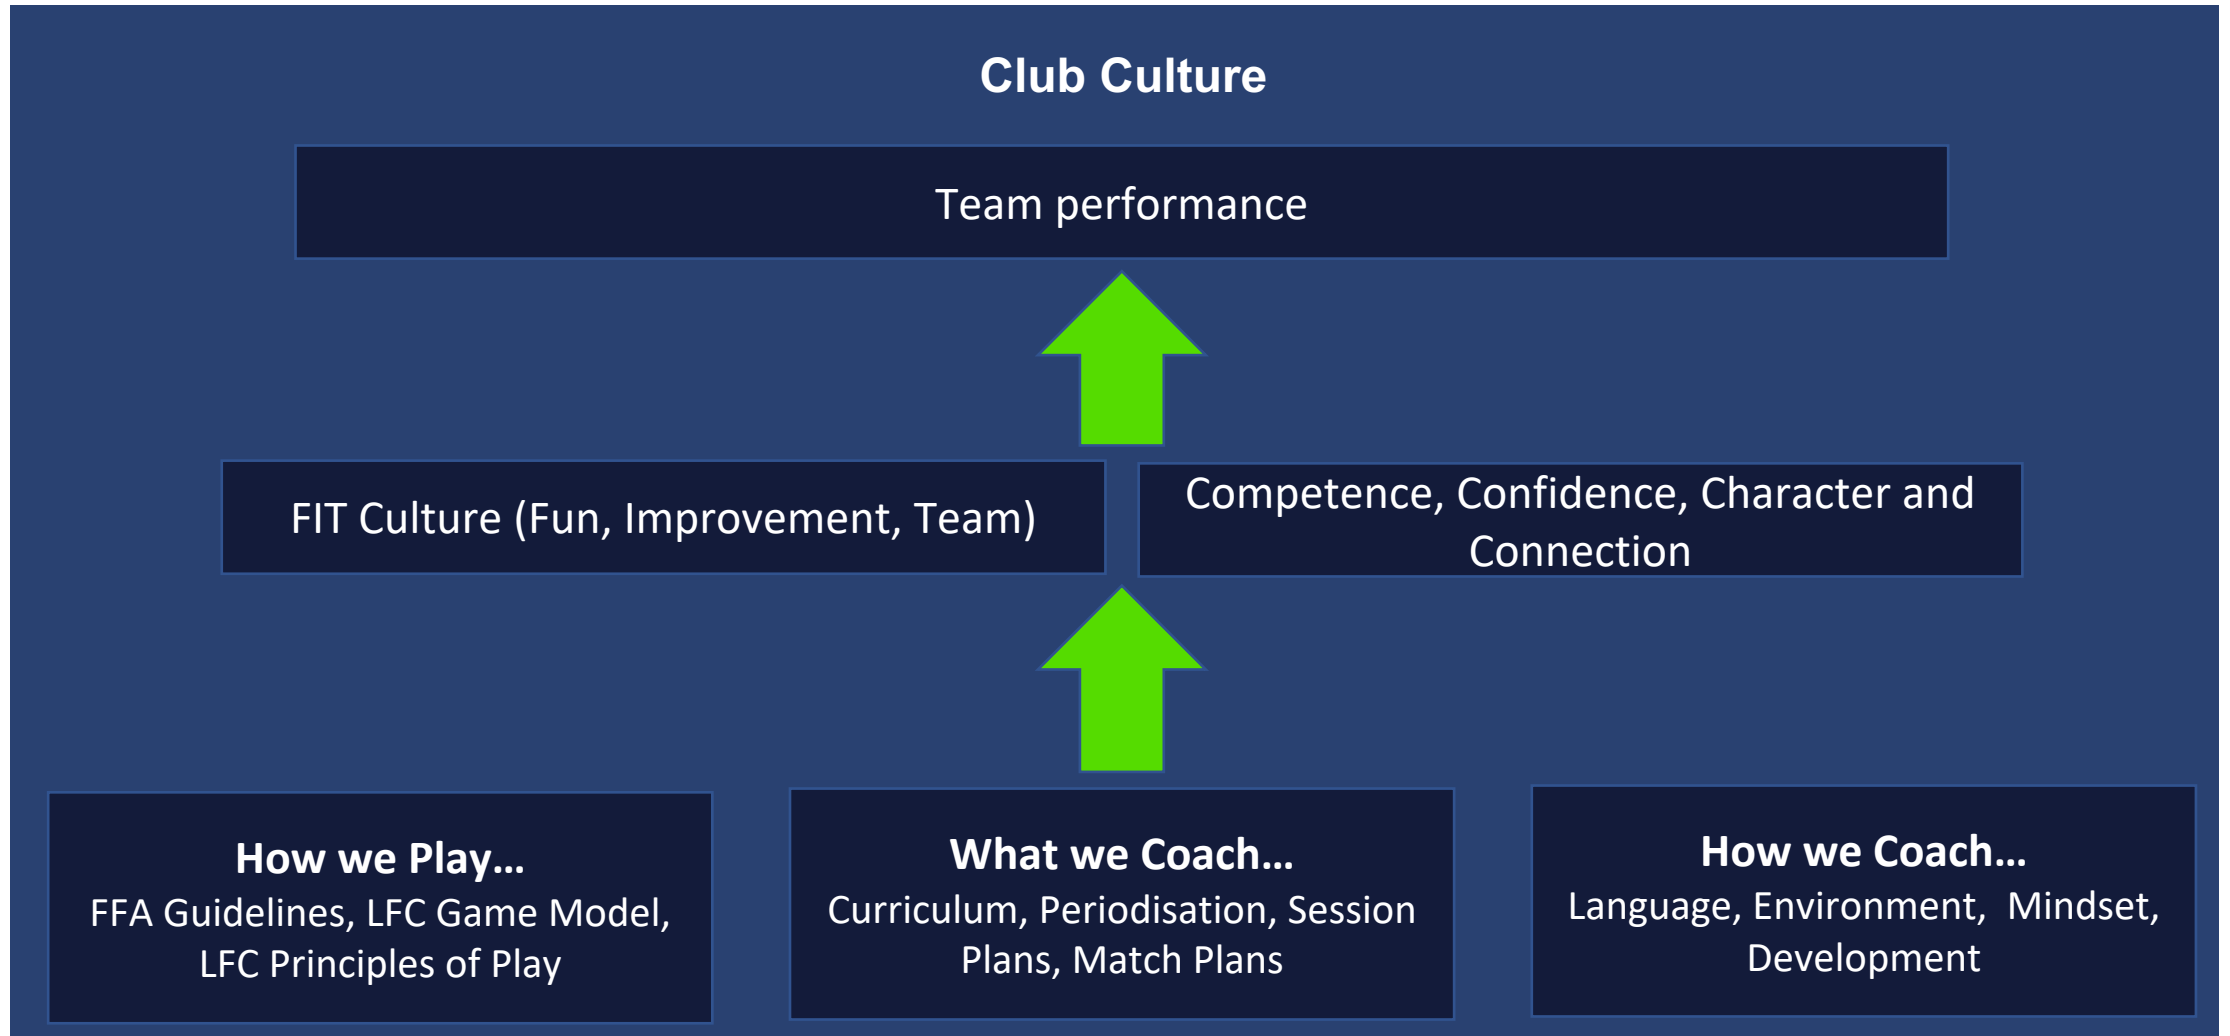 Club Culture
Team performance
FIT Culture (Fun, Improvement, Team)
Competence, Confidence, Character and
Connection
How we Play…
FFA Guidelines, LFC Game Model,
LFC Principles of Play
What we Coach…
Curriculum, Periodisation, Session
Plans, Match Plans
How we Coach…
Language, Environment,  Mindset,
Development